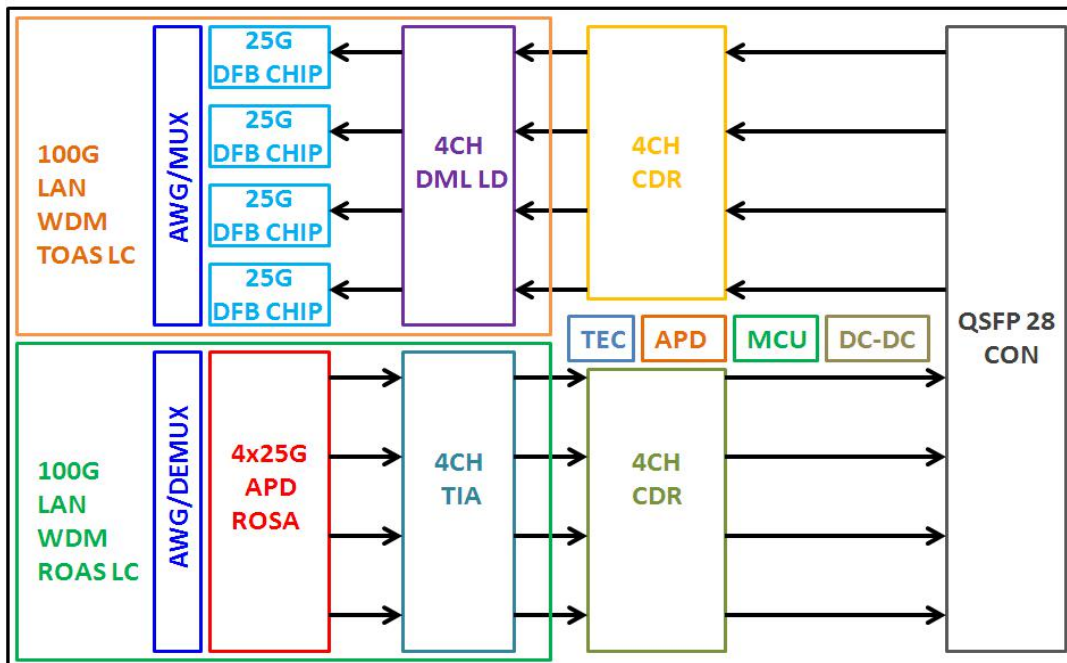 100G
LAN
WDM
TOAS LC
AWG/MUX
25G
DFB CHIP
25G
DFB CHIP
25G
DFB CHIP
25G
DFB CHIP
4CH
DML LD
4CH
CDR
QSFP 28
CON
TEC
APD
MCU
DC-DC
100G
LAN
WDM
ROAS LC
AWG/DEMUX
4x25G
APD
ROSA
4CH
TIA
4CH
CDR